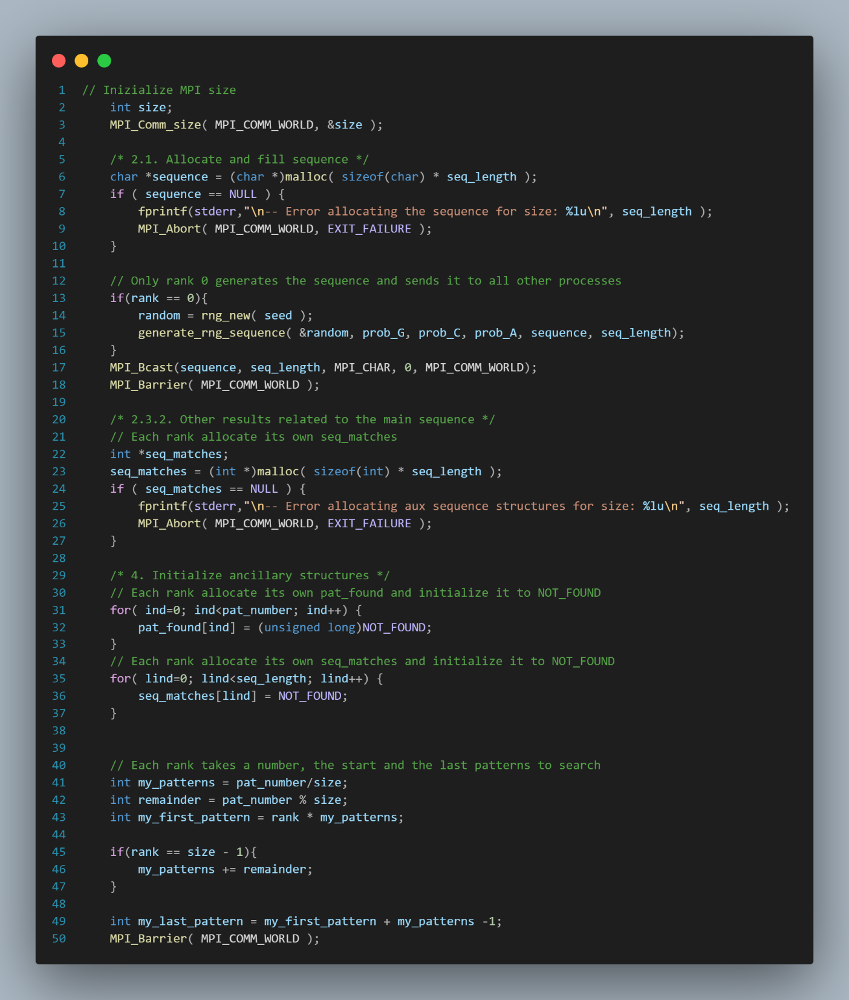 1 // Inizialize MPI size
2     int size;
3     MPI_Comm_size( MPI_COMM_WORLD, &size );
4
5     /* 2.1. Allocate and fill sequence */
6     char *sequence = (char *)malloc( sizeof(char) * seq_length );
7     if ( sequence == NULL ) {
8         fprintf(stderr,"\n-- Error allocating the sequence for size: %lu\n", seq_length );
9         MPI_Abort( MPI_COMM_WORLD, EXIT_FAILURE );
10     }
11
12     // Only rank 0 generates the sequence and sends it to all other processes
13     if(rank == 0){
14         random = rng_new( seed );
15         generate_rng_sequence( &random, prob_G, prob_C, prob_A, sequence, seq_length);
16     }
17     MPI_Bcast(sequence, seq_length, MPI_CHAR, 0, MPI_COMM_WORLD);
18     MPI_Barrier( MPI_COMM_WORLD );
19
20     /* 2.3.2. Other results related to the main sequence */
21     // Each rank allocate its own seq_matches
22     int *seq_matches;
23     seq_matches = (int *)malloc( sizeof(int) * seq_length );
24     if ( seq_matches == NULL ) {
25         fprintf(stderr,"\n-- Error allocating aux sequence structures for size: %lu\n", seq_length );
26         MPI_Abort( MPI_COMM_WORLD, EXIT_FAILURE );
27     }
28
29     /* 4. Initialize ancillary structures */
30     // Each rank allocate its own pat_found and initialize it to NOT_FOUND
31     for( ind=0; ind<pat_number; ind++) {
32         pat_found[ind] = (unsigned long)NOT_FOUND;
33     }
34     // Each rank allocate its own seq_matches and initialize it to NOT_FOUND
35     for( lind=0; lind<seq_length; lind++) {
36         seq_matches[lind] = NOT_FOUND;
37     }
38
39
40     // Each rank takes a number, the start and the last patterns to search
41     int my_patterns = pat_number/size;
42     int remainder = pat_number % size;
43     int my_first_pattern = rank * my_patterns;
44
45     if(rank == size - 1){
46         my_patterns += remainder;
47     }
48
49     int my_last_pattern = my_first_pattern + my_patterns -1;
50     MPI_Barrier( MPI_COMM_WORLD );